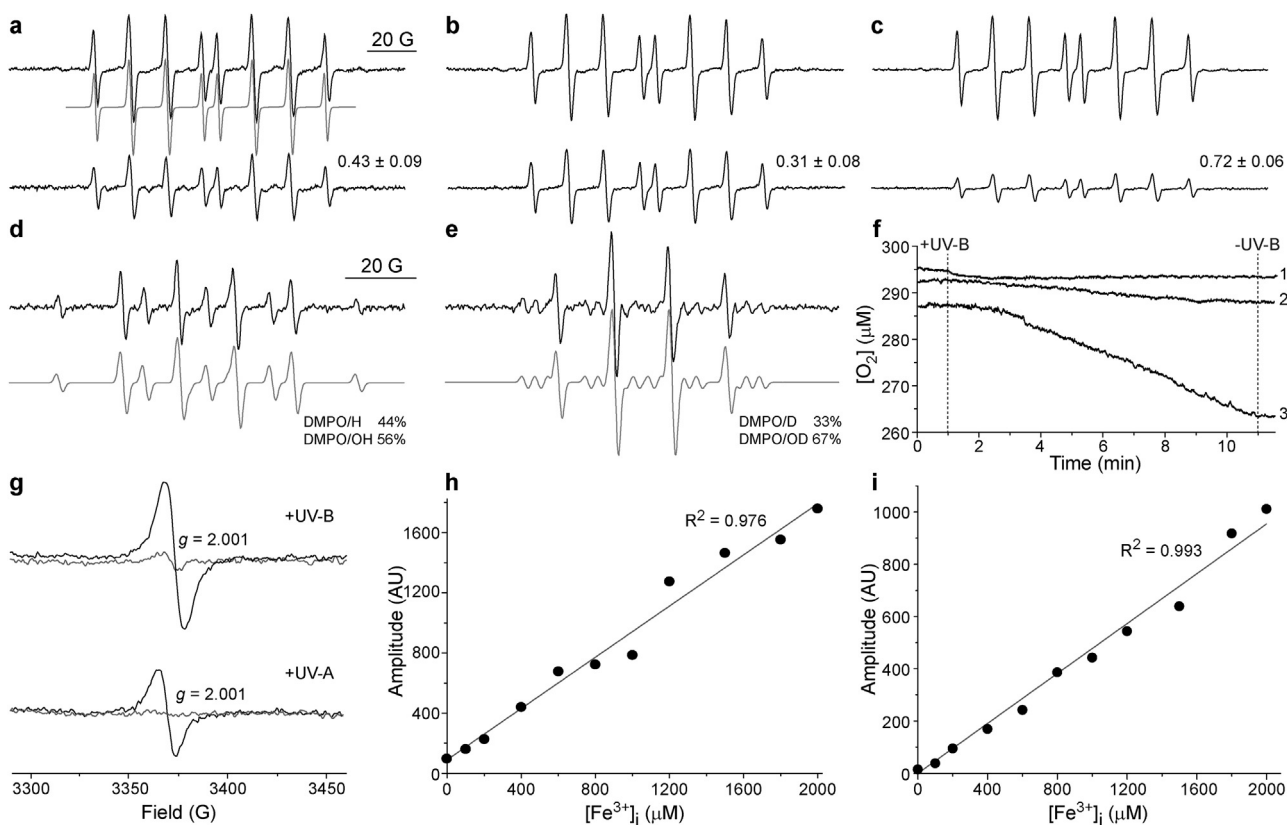 a
20 G
0.43 ± 0.09
b
0.31 ± 0.08
c
0.72 ± 0.06
d
20 G
DMPO/H 44%
DMPO/OH 56%
e
DMPO/D 33%
DMPO/OD 67%
f
+UV-B
-UV-B
300
290
280
270
260
[O₂] (µM)
1
2
3
0
2
4
6
8
10
Time (min)
g
+UV-B
g = 2.001
+UV-A
g = 2.001
3300
3350
3400
3450
Field (G)
h
R² = 0.976
1600
1200
800
400
0
Amplitude (AU)
0
400
800
1200
1600
2000
[Fe³⁺]i (µM)
i
R² = 0.993
1000
800
600
400
200
0
Amplitude (AU)
0
400
800
1200
1600
2000
[Fe³⁺]i (µM)